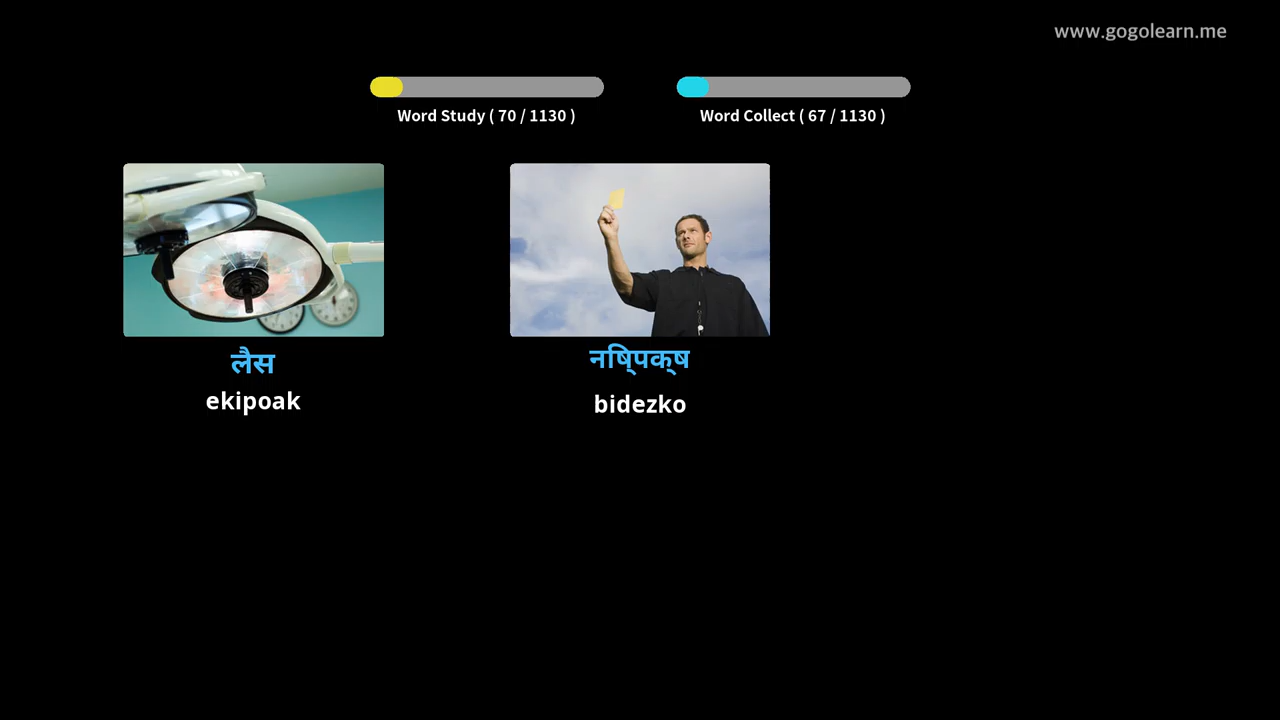 www.gogolearn.me
Word Study ( 70 / 1130 )
Word Collect ( 67 / 1130 )
लैस
ekipoak
नष्पिक्ष
bidezko